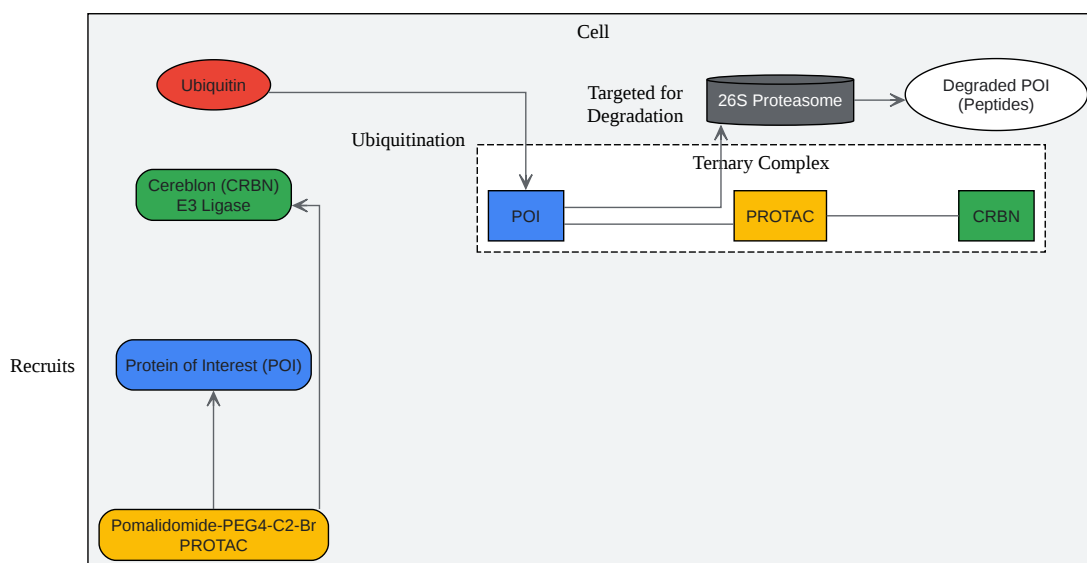 Cell
Ubiquitin
Targeted for
Degradation
26S Proteasome
Degraded POI
(Peptides)
Ubiquitination
Ternary Complex
Cereblon (CRBN)
E3 Ligase
POI
PROTAC
CRBN
Recruits
Protein of Interest (POI)
Pomalidomide-PEG4-C2-Br
PROTAC